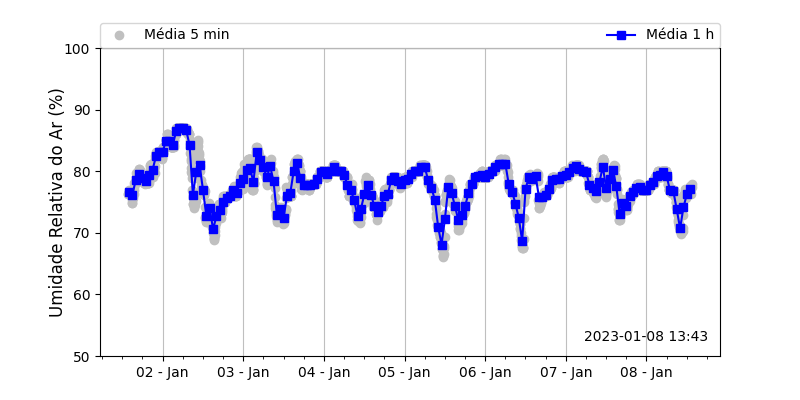 Média 5 min
Média 1 h
Umidade Relativa do Ar (%)
100
90
80
70
60
50
2023-01-08 13:43
02 - Jan
03 - Jan
04 - Jan
05 - Jan
06 - Jan
07 - Jan
08 - Jan